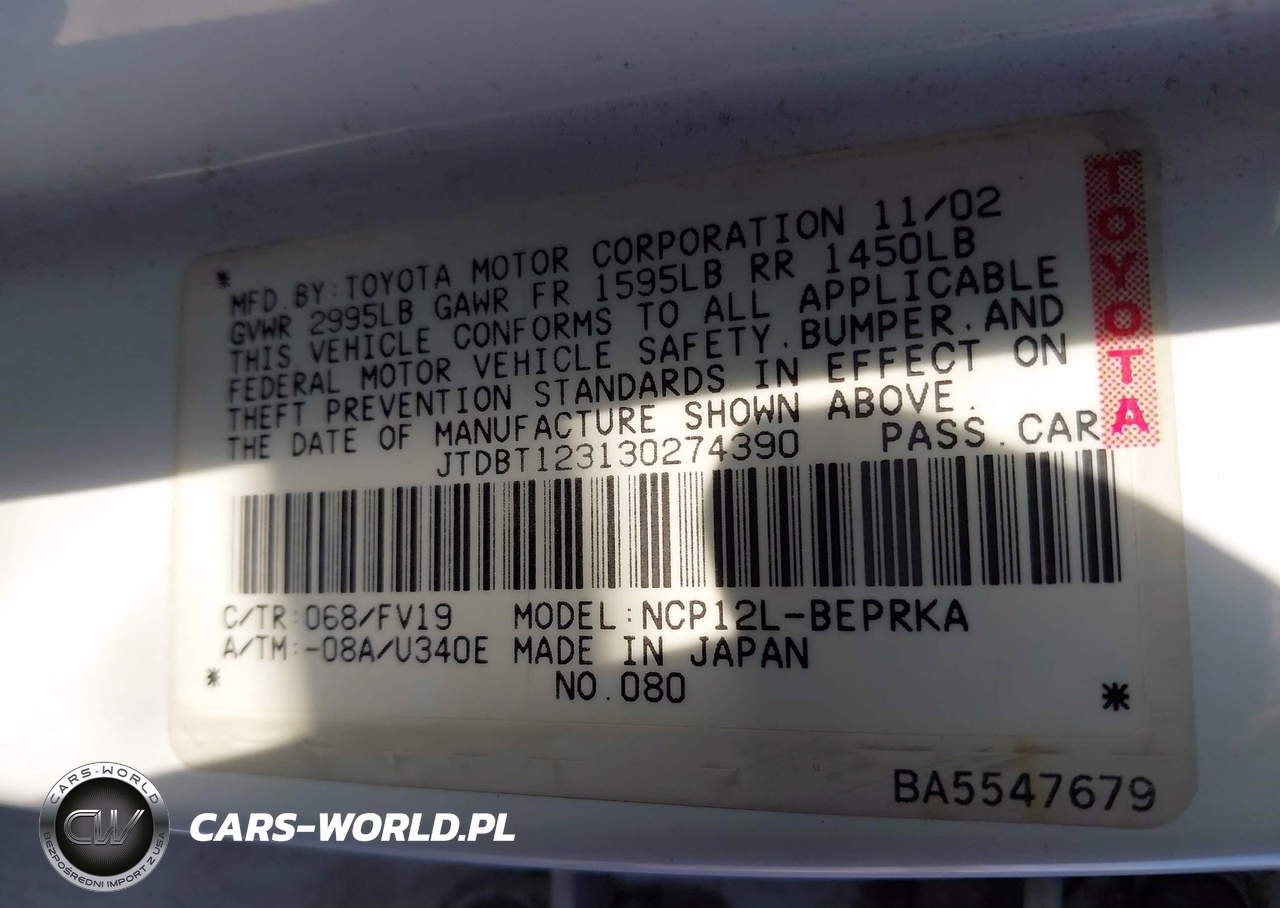 *
MFD.BY:TOYOTA MOTOR CORPORATION 11/02
GVWR 2995LB GAWR FR 1595LB RR 1450LB
THIS VEHICLE CONFORMS TO ALL APPLICABLE
FEDERAL MOTOR VEHICLE SAFETY.BUMPER.AND
THEFT PREVENTION STANDARDS IN EFFECT ON
THE DATE OF MANUFACTURE SHOWN ABOVE.
JTDBT123130274390 PASS.CAR
TOYOTA
C/TR:068/FV19 MODEL:NCP12L-BEPRKA
A/TM:-08A/U340E MADE IN JAPAN
* NO.080 *
BA5547679
CARS-WORLD
CW
BEZPOŚREDNI IMPORT Z USA
CARS-WORLD.PL